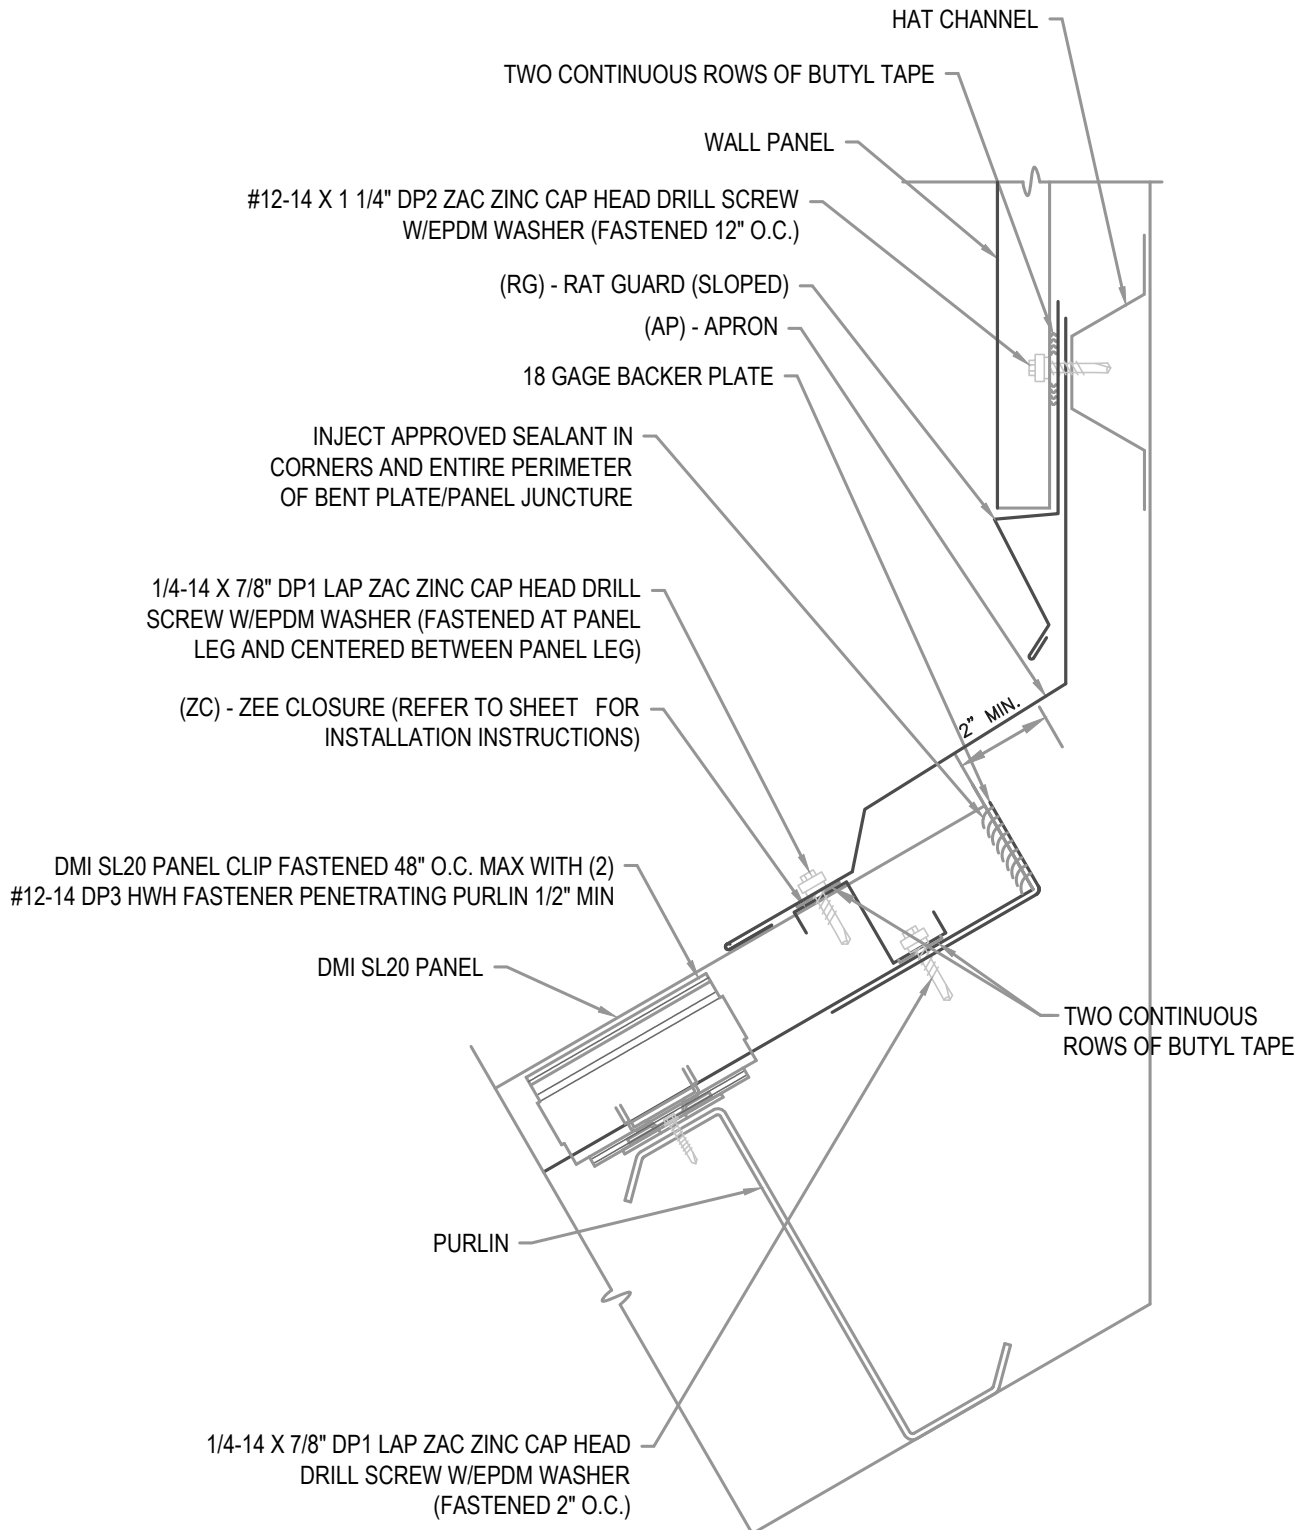 HAT CHANNEL
TWO CONTINUOUS ROWS OF BUTYL TAPE
WALL PANEL
#12-14 X 1 1/4" DP2 ZAC ZINC CAP HEAD DRILL SCREW
W/EPDM WASHER (FASTENED 12" O.C.)
(RG) - RAT GUARD (SLOPED)
(AP) - APRON
18 GAGE BACKER PLATE
INJECT APPROVED SEALANT IN
CORNERS AND ENTIRE PERIMETER
OF BENT PLATE/PANEL JUNCTURE
1/4-14 X 7/8" DP1 LAP ZAC ZINC CAP HEAD DRILL
SCREW W/EPDM WASHER (FASTENED AT PANEL
LEG AND CENTERED BETWEEN PANEL LEG)
(ZC) - ZEE CLOSURE (REFER TO SHEET FOR
INSTALLATION INSTRUCTIONS)
2" MIN.
DMI SL20 PANEL CLIP FASTENED 48" O.C. MAX WITH (2)
#12-14 DP3 HWH FASTENER PENETRATING PURLIN 1/2" MIN
DMI SL20 PANEL
TWO CONTINUOUS
ROWS OF BUTYL TAPE
PURLIN
1/4-14 X 7/8" DP1 LAP ZAC ZINC CAP HEAD
DRILL SCREW W/EPDM WASHER
(FASTENED 2" O.C.)